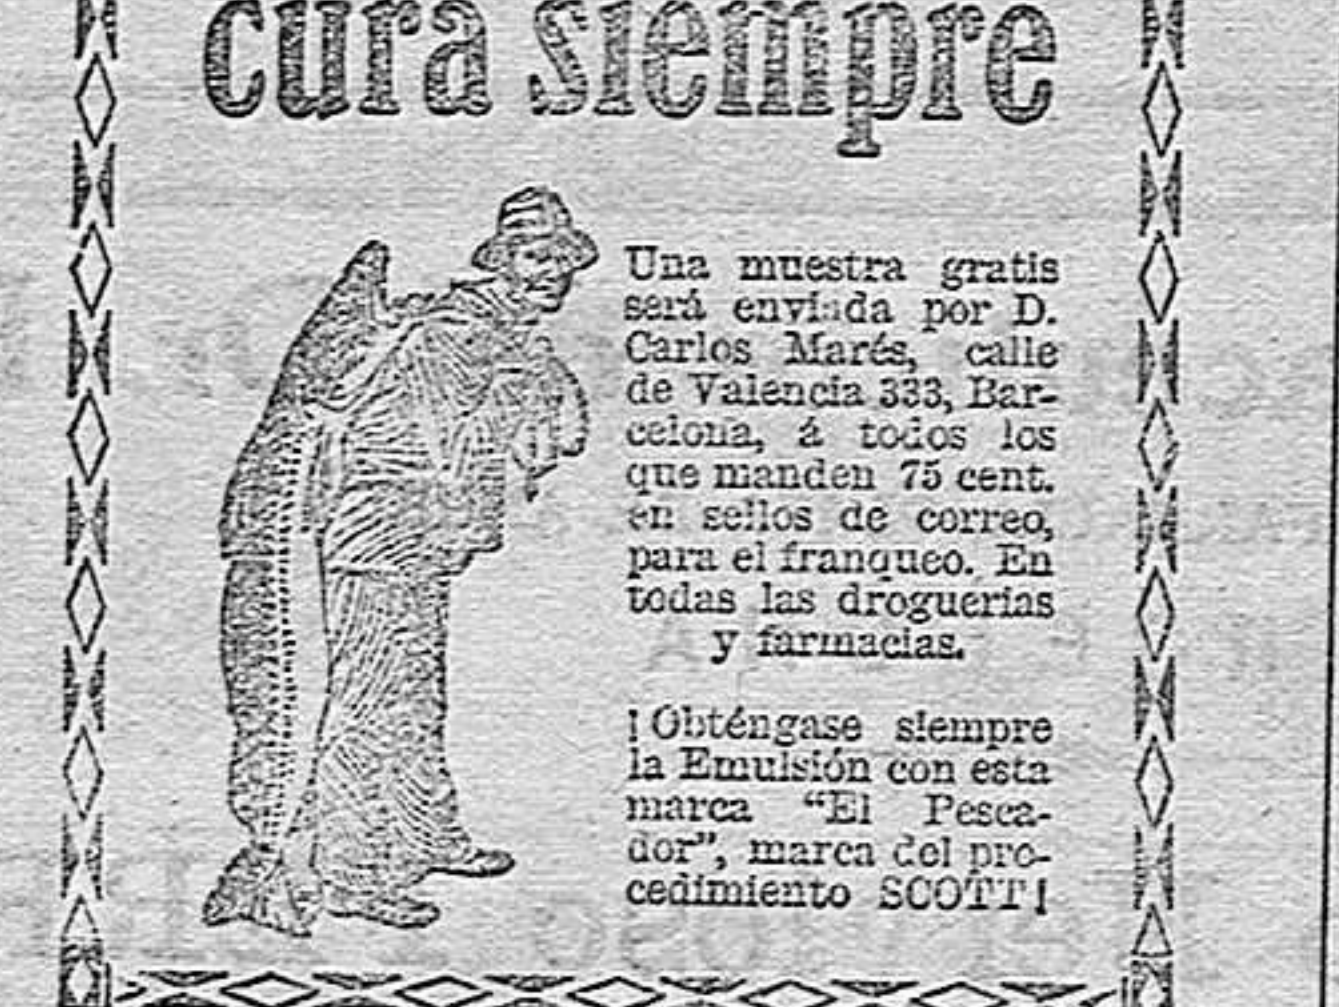 cura siempre
Una muestra gratis
será enviada por D.
Carlos Marés, calle
de Valencia 333, Bar-
celona, á todos los
que manden 75 cent.
en sellos de correo,
para el franqueo. En
todas las droguerias
y farmacias.
¡Obténgase siempre
la Emulsión con esta
marca “El Pesca-
dor”, marca del pro-
cedimiento SCOTT!